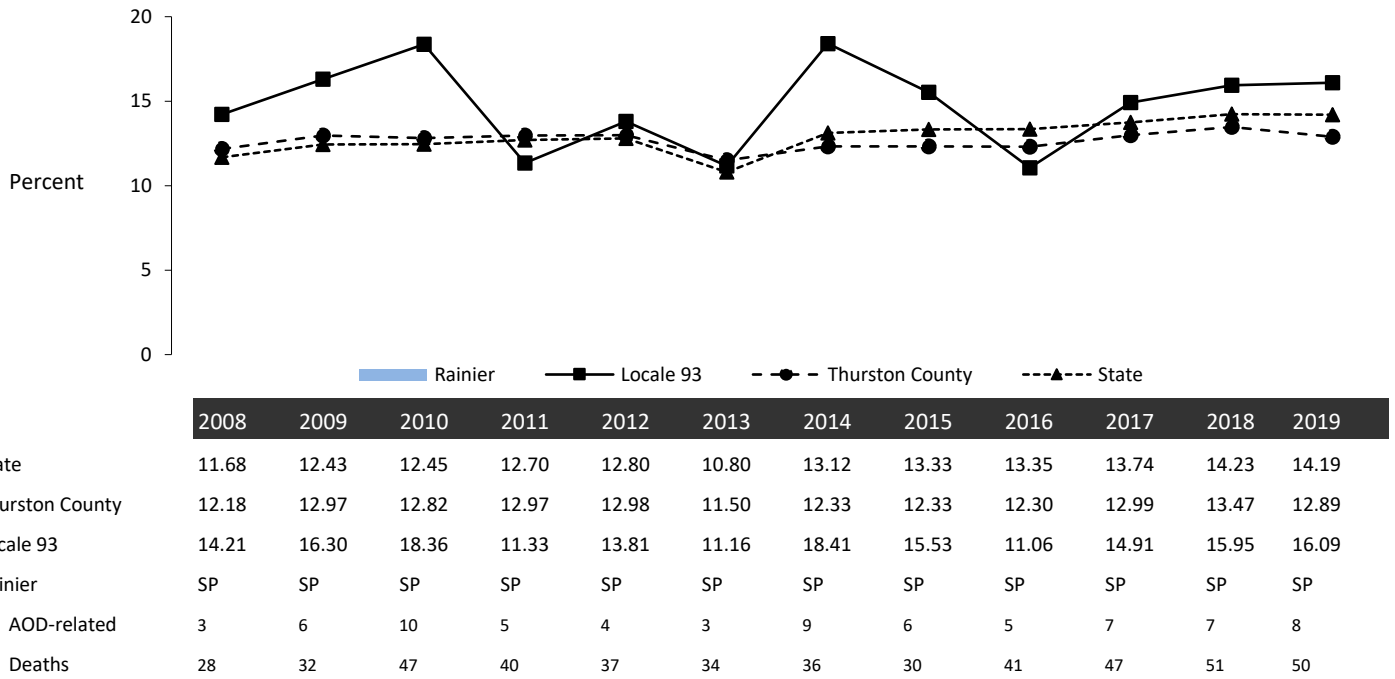 20
15
Percent
10
5
0
Rainier Locale 93 Thurston County State
2008 2009 2010 2011 2012 2013 2014 2015 2016 2017 2018 2019
ate 11.68 12.43 12.45 12.70 12.80 10.80 13.12 13.33 13.35 13.74 14.23 14.19
urston County 12.18 12.97 12.82 12.97 12.98 11.50 12.33 12.33 12.30 12.99 13.47 12.89
cale 93 14.21 16.30 18.36 11.33 13.81 11.16 18.41 15.53 11.06 14.91 15.95 16.09
inier SP SP SP SP SP SP SP SP SP SP SP SP
AOD-related 3 6 10 5 4 3 9 6 5 7 7 8
Deaths 28 32 47 40 37 34 36 30 41 47 51 50